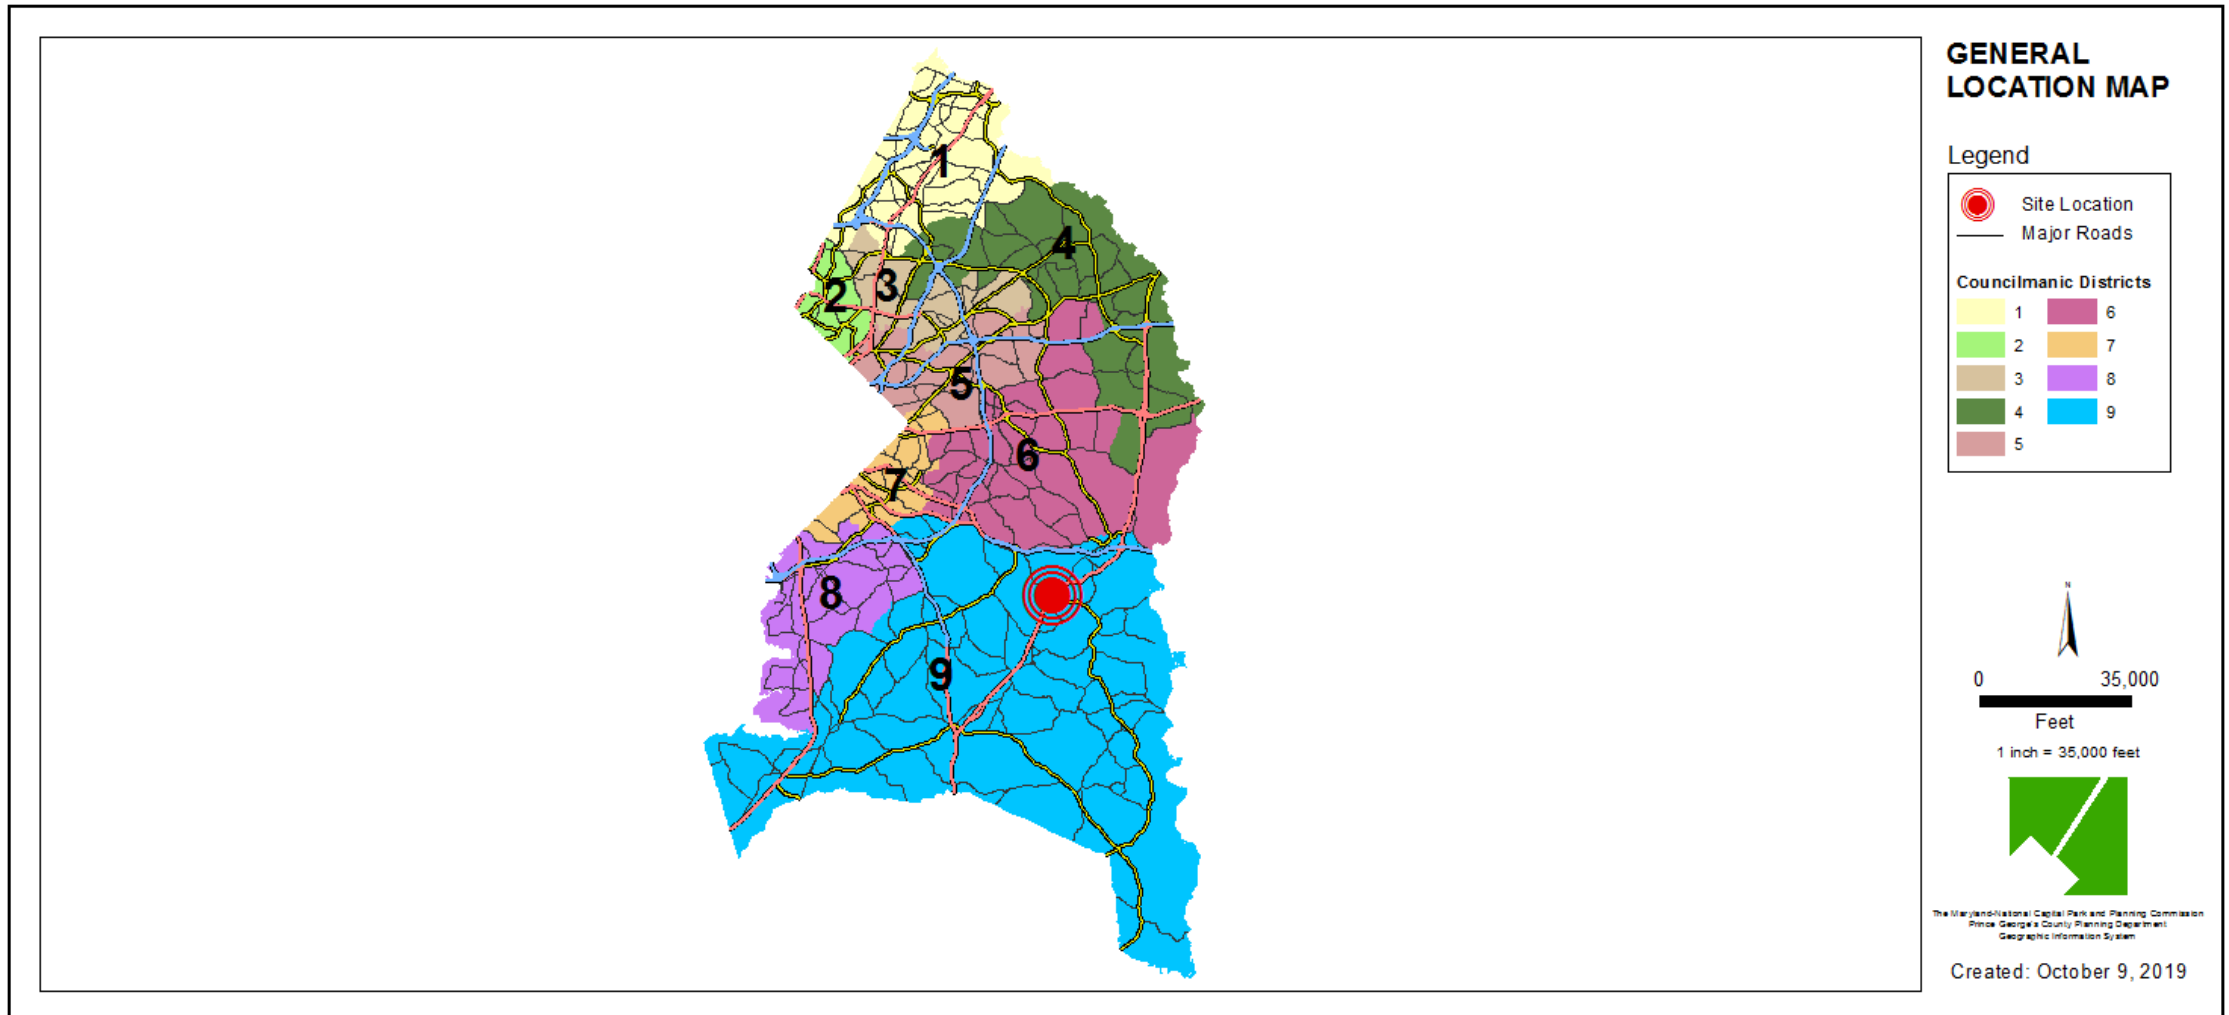 GENERAL
LOCATION MAP
Legend
Site Location
Major Roads
Councilmanic Districts
1 6
2 7
3 8
4 9
5
1
4
2
3
5
6
7
8
9
N
0 35,000
Feet
1 inch = 35,000 feet
The Maryland-National Capital Park and Planning Commission
Prince George's County Planning Department
Geographic Information System
Created: October 9, 2019